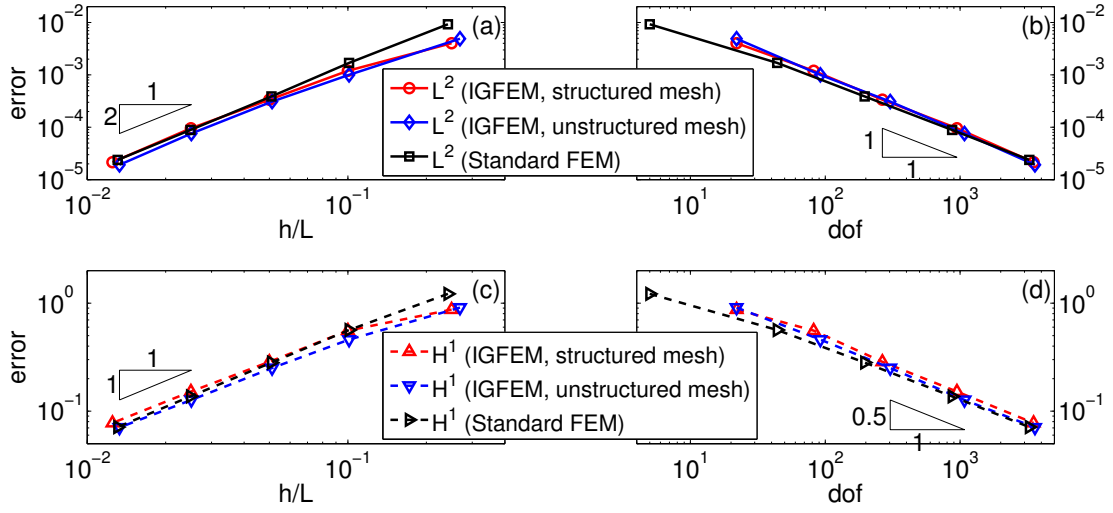 (a)
error
10^-2
10^-3
10^-4
10^-5
1
2
10^-2
10^-1
h/L
L^2 (IGFEM, structured mesh)
L^2 (IGFEM, unstructured mesh)
L^2 (Standard FEM)
(b)
10^-2
10^-3
10^-4
10^-5
1
1
10^1
10^2
10^3
dof
(c)
error
10^0
10^-1
1
1
10^-2
10^-1
h/L
H^1 (IGFEM, structured mesh)
H^1 (IGFEM, unstructured mesh)
H^1 (Standard FEM)
(d)
10^0
10^-1
0.5
1
10^1
10^2
10^3
dof